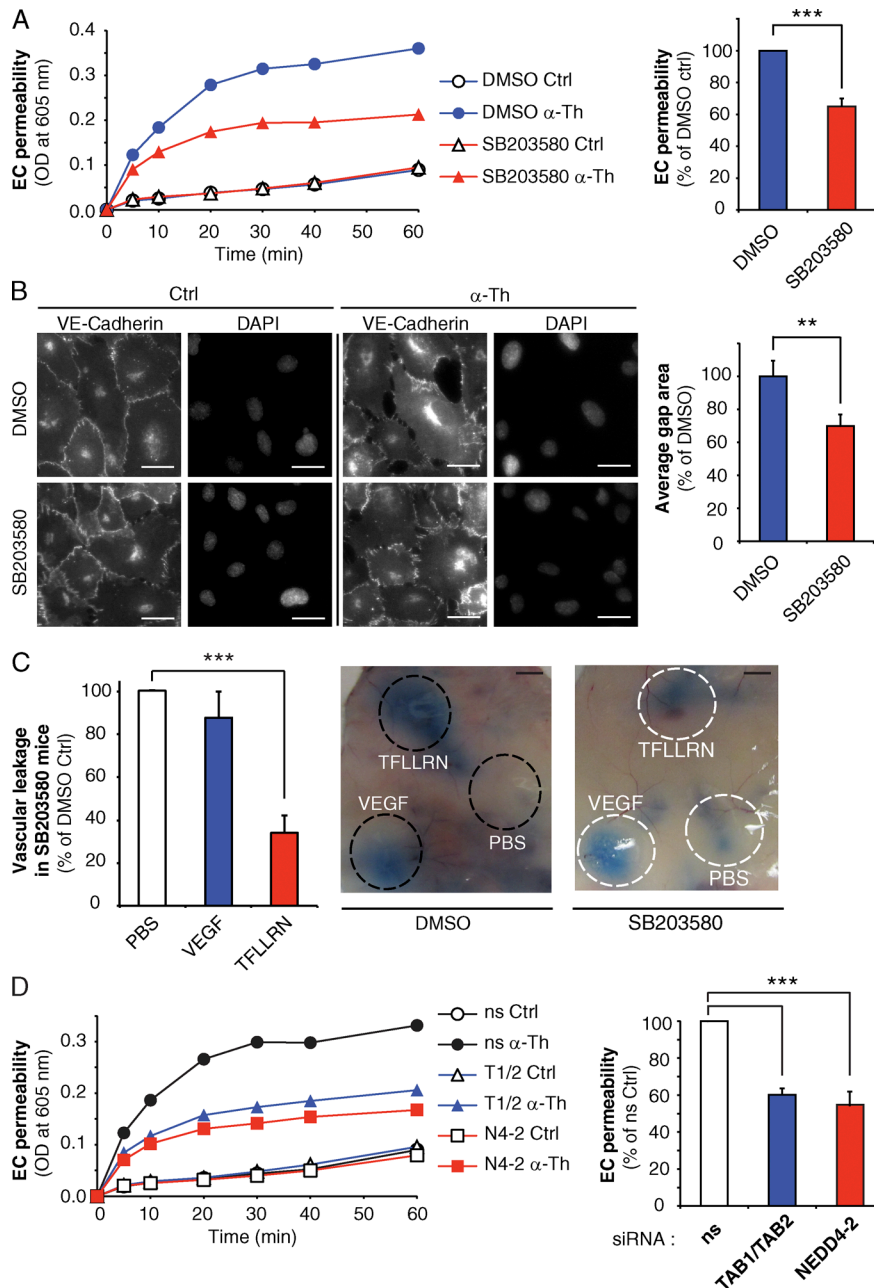 A
EC permeability
(OD at 605 nm)
0.4
0.3
0.2
0.1
0.0
0
10
20
30
40
50
60
Time (min)
DMSO Ctrl
DMSO α-Th
SB203580 Ctrl
SB203580 α-Th
EC permeability
(% of DMSO ctrl)
120
100
80
60
40
20
0
***
DMSO
SB203580
B
Ctrl
α-Th
VE-Cadherin
DAPI
VE-Cadherin
DAPI
DMSO
SB203580
Average gap area
(% of DMSO)
120
100
80
60
40
20
0
**
DMSO
SB203580
C
Vascular leakage
in SB203580 mice
(% of DMSO Ctrl)
100
80
60
40
20
0
***
PBS
VEGF
TFLLRN
TFLLRN
VEGF
PBS
DMSO
TFLLRN
VEGF
PBS
SB203580
D
EC permeability
(OD at 605 nm)
0.3
0.2
0.1
0.0
0
10
20
30
40
50
60
Time (min)
ns Ctrl
ns α-Th
T1/2 Ctrl
T1/2 α-Th
N4-2 Ctrl
N4-2 α-Th
EC permeability
(% of ns Ctrl)
100
80
60
40
20
0
***
siRNA :
ns
TAB1/TAB2
NEDD4-2